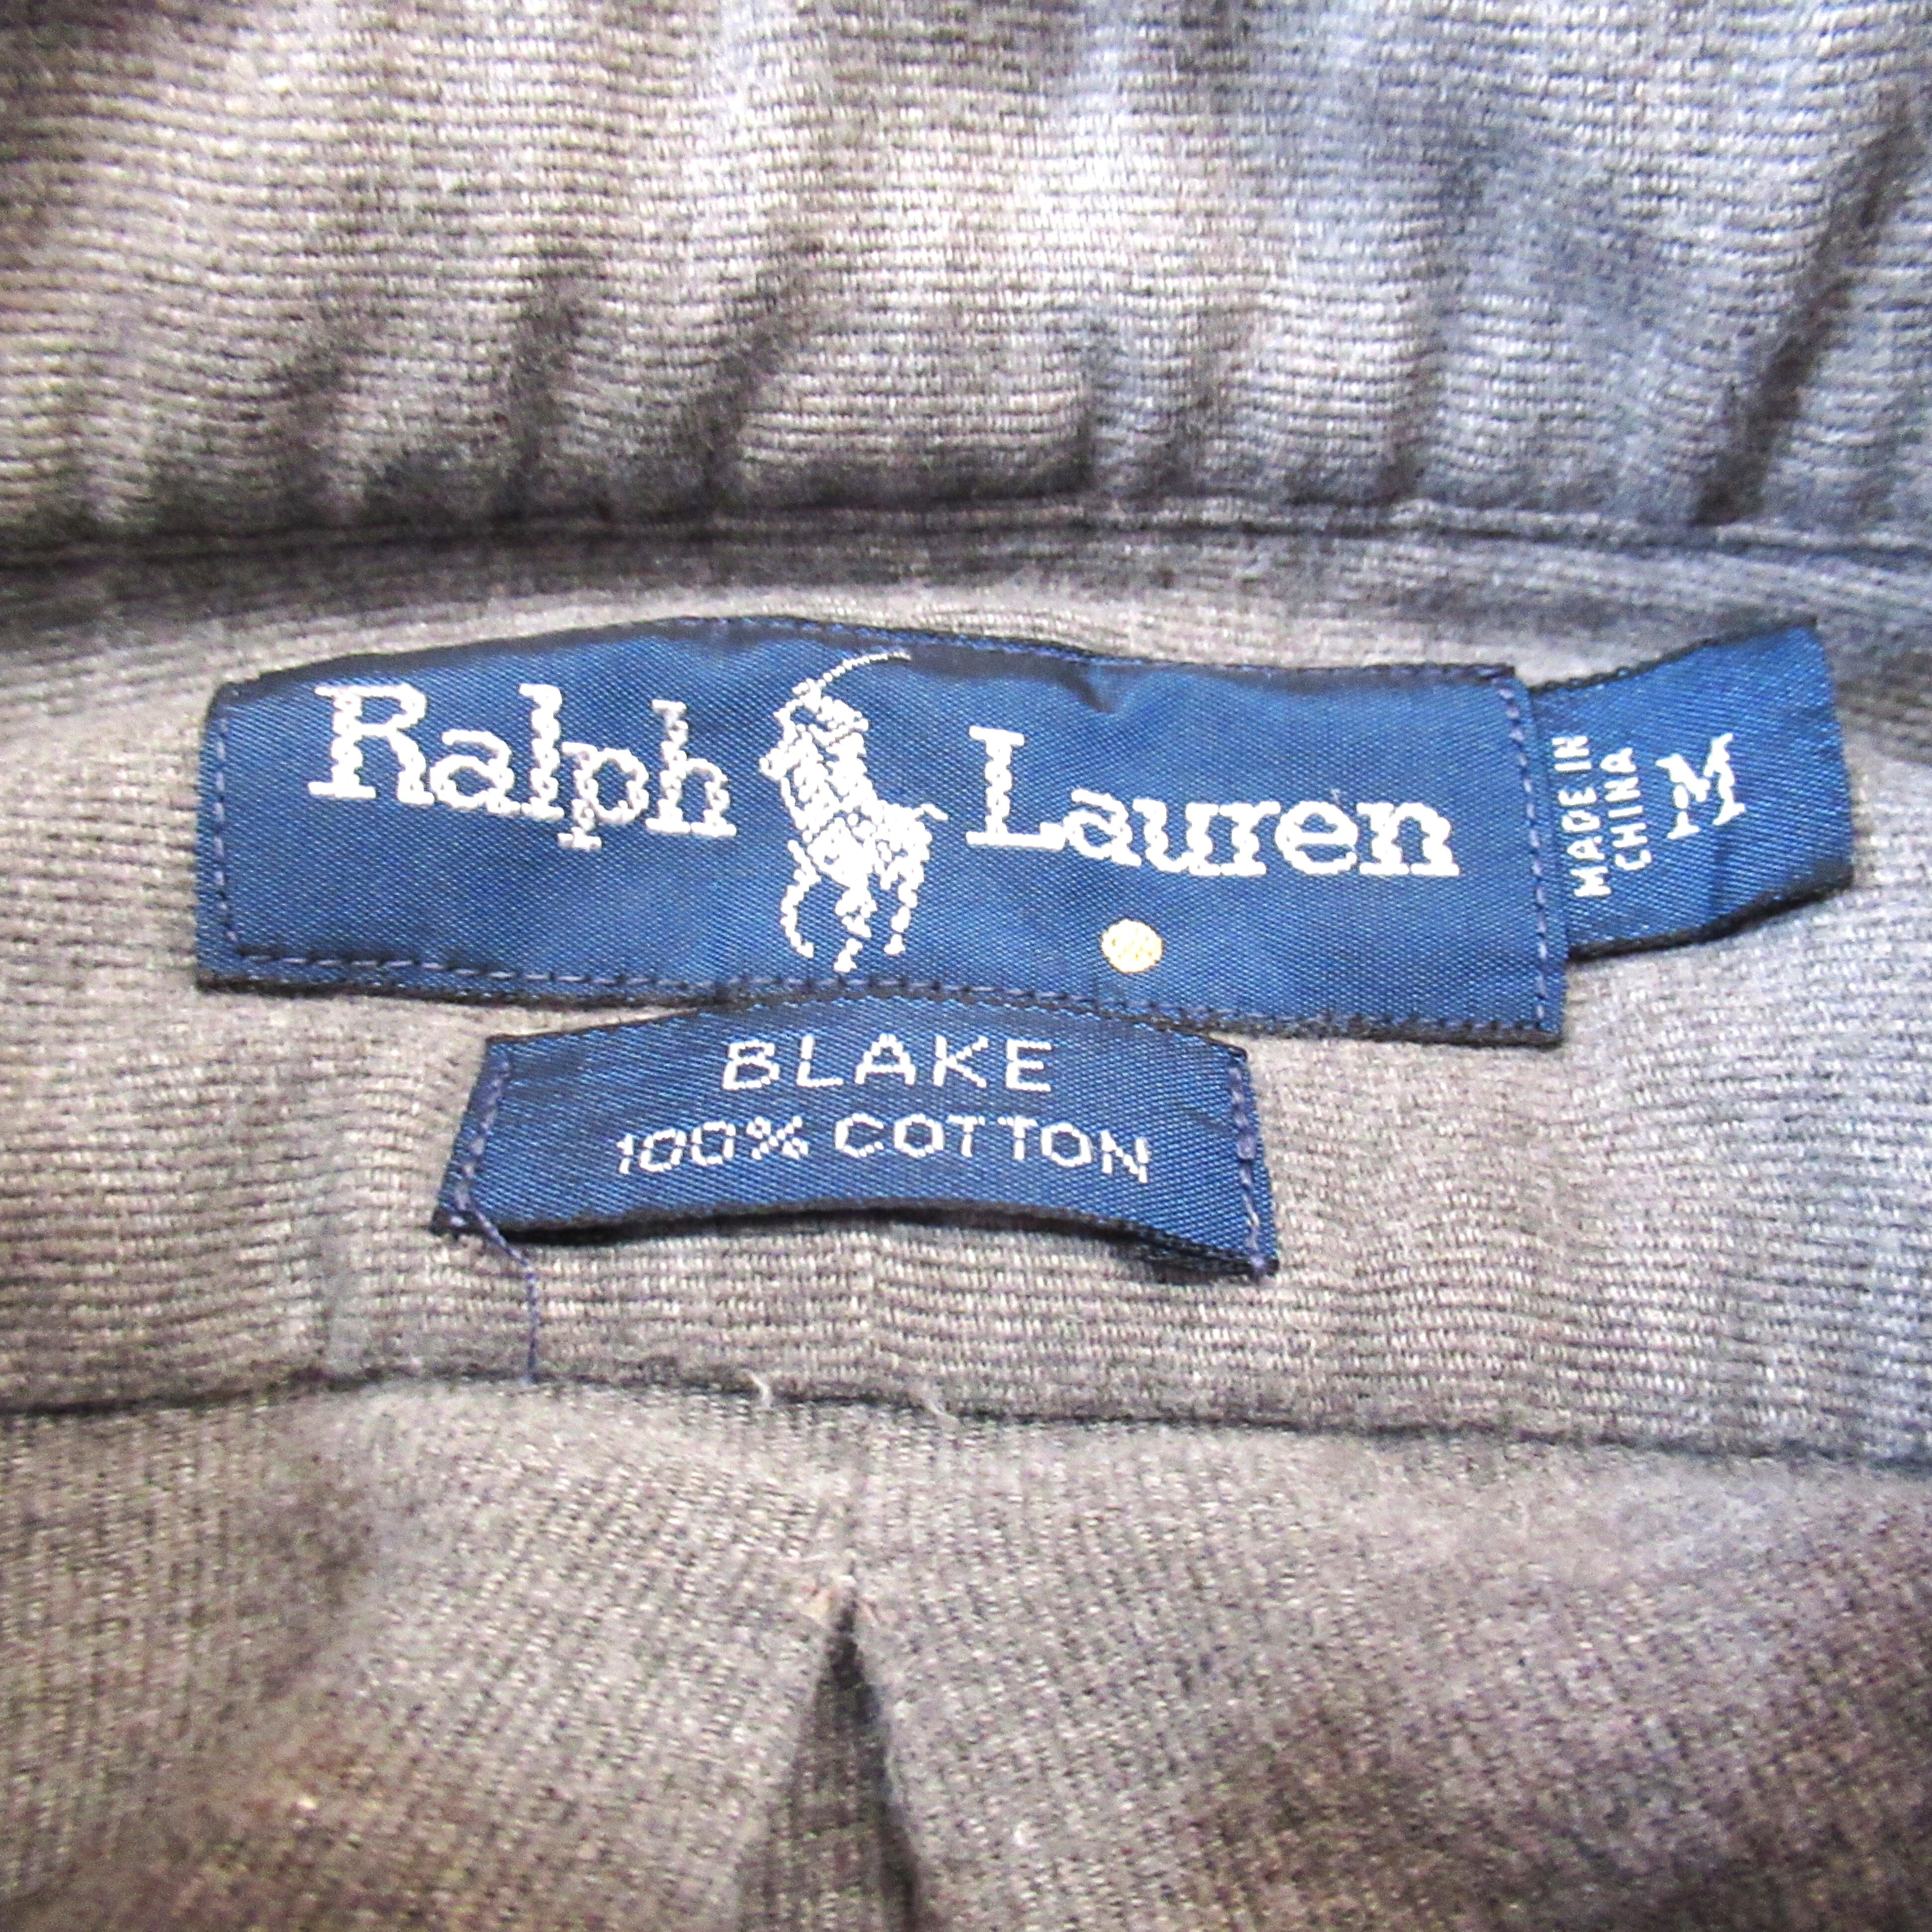 Ralph Lauren
MADE IN
CHINA
M
BLAKE
100% COTTON